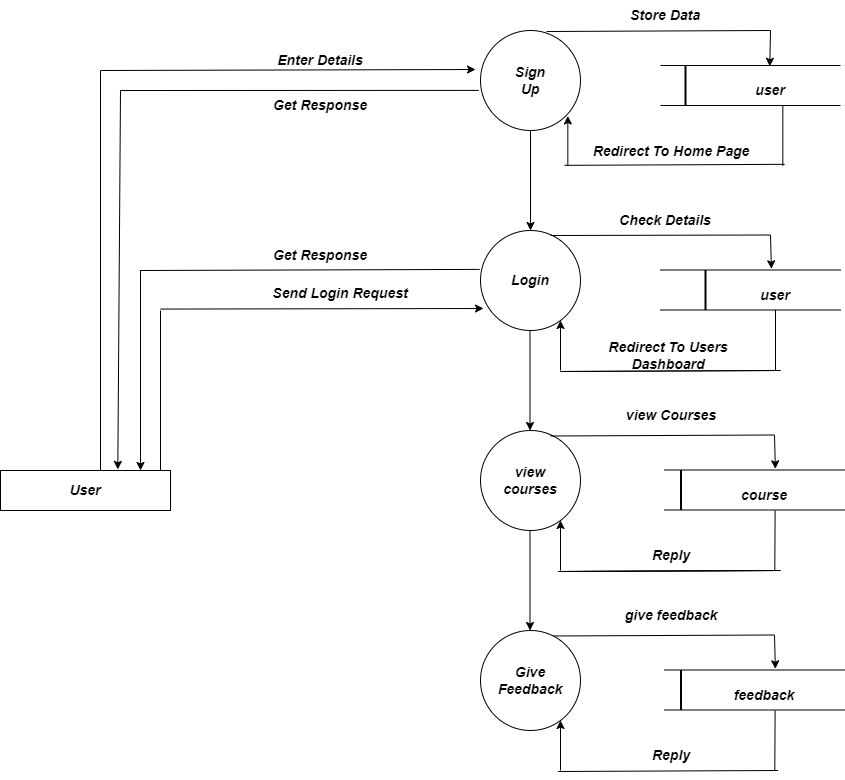 Store Data
Enter Details
Sign
Up
user
Get Response
Redirect To Home Page
Check Details
Get Response
Login
Send Login Request
user
Redirect To Users
Dashboard
view Courses
User
view
courses
course
Reply
give feedback
Give
Feedback
feedback
Reply